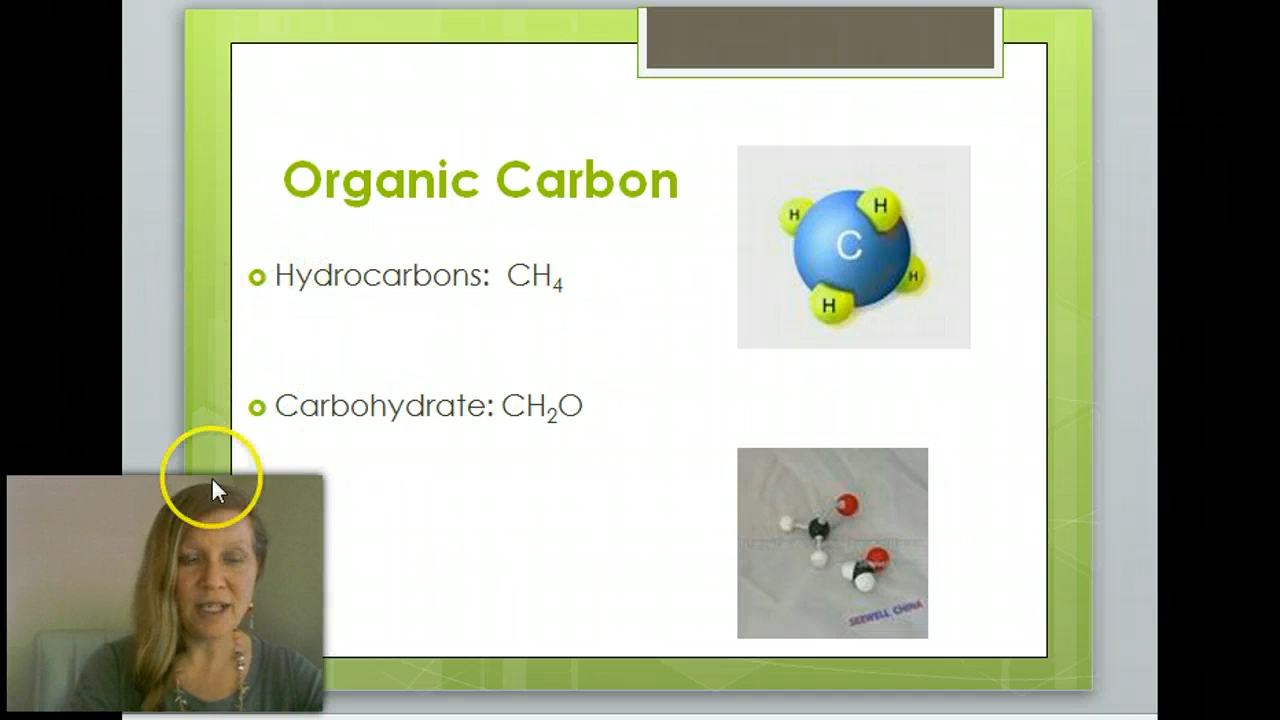 Organic Carbon
Hydrocarbons: CH₄
Carbohydrate: CH₂O
H
H
C
H
H
SEEWELL CHINA